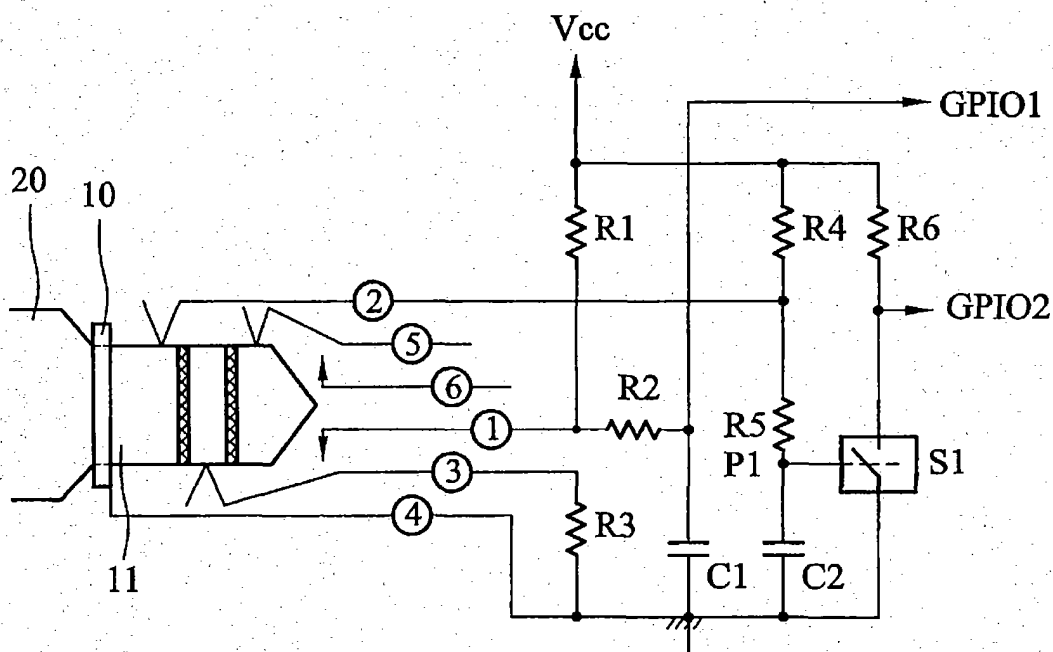 Vcc
GPIO1
20
10
R1
R4
R6
②
GPIO2
⑤
⑥
R2
①
R5
P1
S1
③
④
R3
C1
C2
11